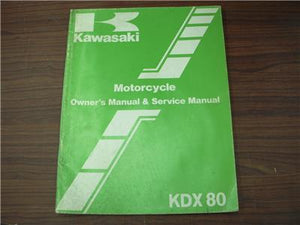 K
Kawasaki
Motorcycle
Owner's Manual & Service Manual
KDX 80